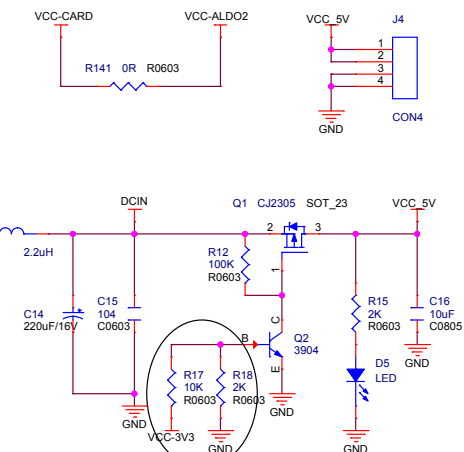 VCC-CARD
VCC-ALDO2
VCC_5V
J4
R141 0R R0603
1
2
3
4
GND
CON4
DCIN
Q1 CJ2305 SOT_23
VCC_5V
2
3
2.2uH
R12
100K
R0603
1
C14
220uF/16V
C15
104
C0603
R15
2K
R0603
C16
10uF
C0805
C
B
Q2
3904
E
R17
10K
R0603
R18
2K
R0603
D5
LED
GND
GND
GND
VCC-3V3
GND
GND